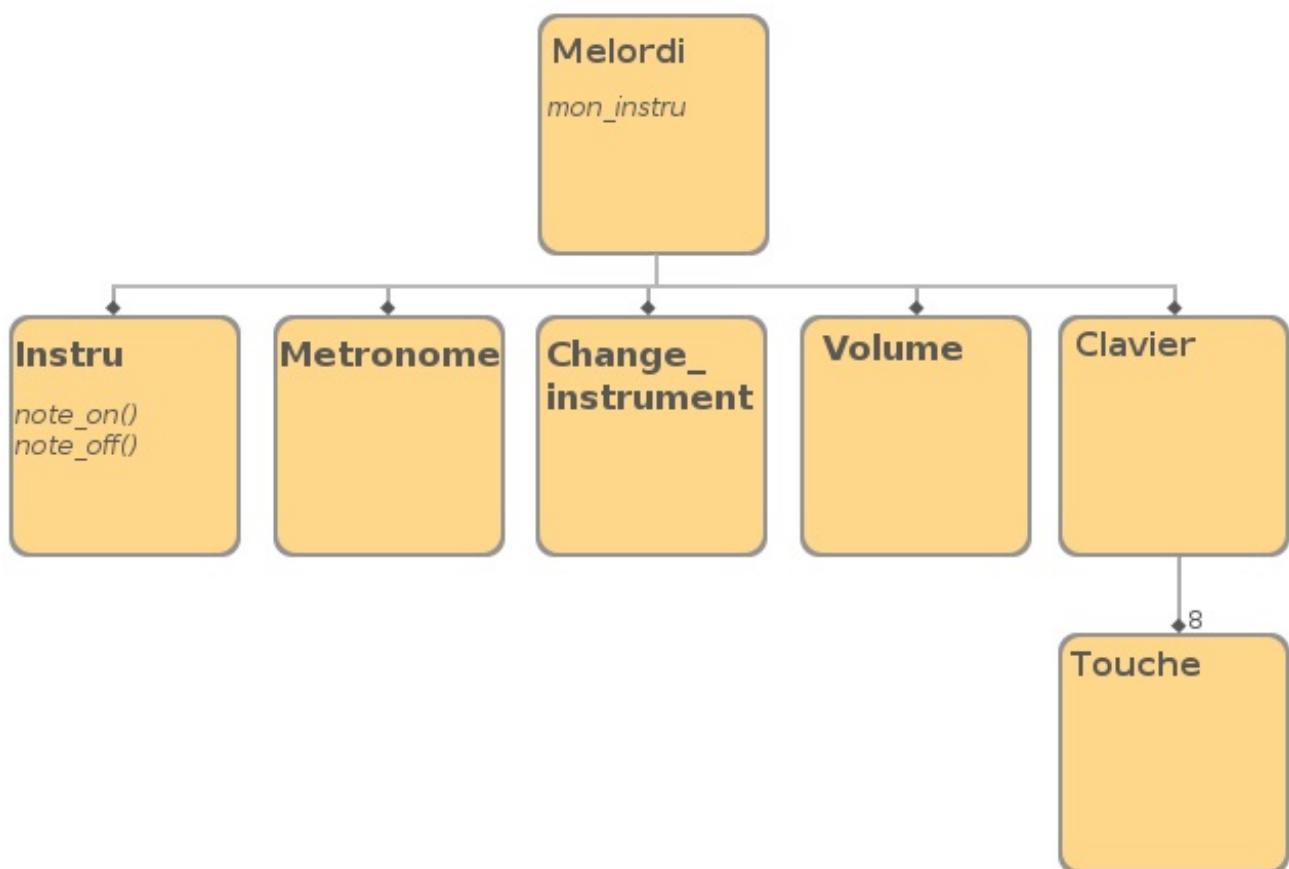 Melordi
mon_instru
Instru
note_on()
note_off()
Metronome
Change_
instrument
Volume
Clavier
8
Touche